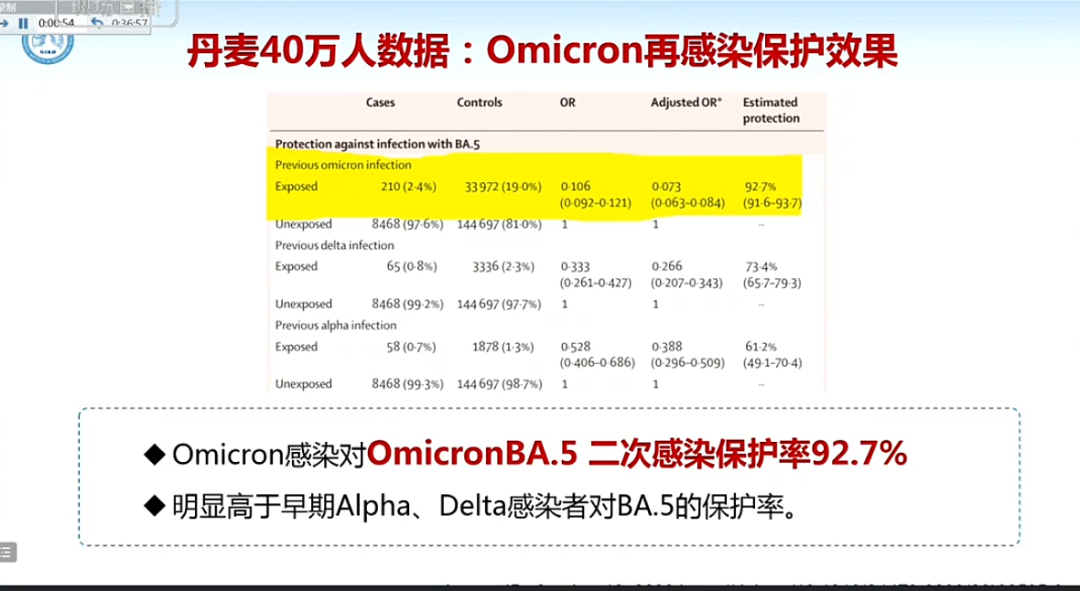 0:00:54
0:36:57
丹麦40万人数据：Omicron再感染保护效果
Cases Controls OR Adjusted OR* Estimated protection
Protection against infection with BA.5
Previous omicron infection
Exposed 210 (2·4%) 33 972 (19·0%) 0·106 0·073 92·7%
(0·092–0·121) (0·063–0·084) (91·6–93·7)
Unexposed 8468 (97·6%) 144 697 (81·0%) 1 1 ··
Previous delta infection
Exposed 65 (0·8%) 3336 (2·3%) 0·333 0·266 73·4%
(0·261–0·427) (0·207–0·343) (65·7–79·3)
Unexposed 8468 (99·2%) 144 697 (97·7%) 1 1 ··
Previous alpha infection
Exposed 58 (0·7%) 1878 (1·3%) 0·528 0·388 61·2%
(0·406–0·686) (0·296–0·509) (49·1–70·4)
Unexposed 8468 (99·3%) 144 697 (98·7%) 1 1 ··
◆ Omicron感染对OmicronBA.5 二次感染保护率92.7%
◆ 明显高于早期Alpha、Delta感染者对BA.5的保护率。